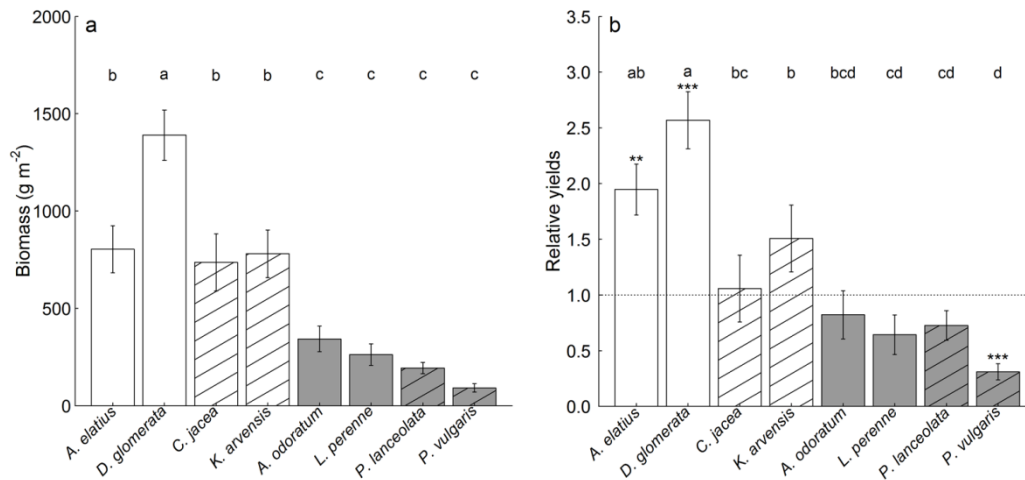 a
Biomass (g m-2)
2000
1500
1000
500
0
b a b b c c c c
A. elatius
D. glomerata
C. jacea
K. arvensis
A. odoratum
L. perenne
P. lanceolata
P. vulgaris
b
Relative yields
3.5
3.0
2.5
2.0
1.5
1.0
0.5
0.0
ab a bc b bcd cd cd d
***
**
***
A. elatius
D. glomerata
C. jacea
K. arvensis
A. odoratum
L. perenne
P. lanceolata
P. vulgaris